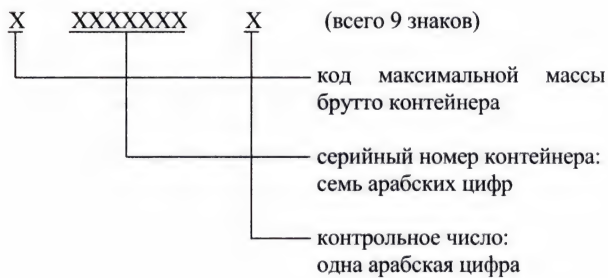 X XXXXXXX X (всего 9 знаков)
код максимальной массы
брутто контейнера
серийный номер контейнера:
семь арабских цифр
контрольное число:
одна арабская цифра